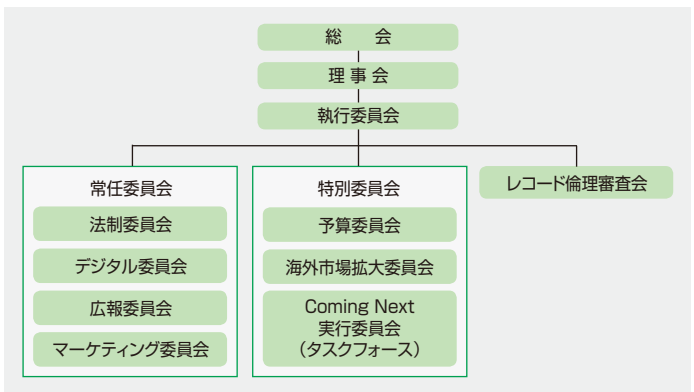 総　会
理事会
執行委員会
常任委員会
法制委員会
デジタル委員会
広報委員会
マーケティング委員会
特別委員会
予算委員会
海外市場拡大委員会
Coming Next
実行委員会
（タスクフォース）
レコード倫理審査会